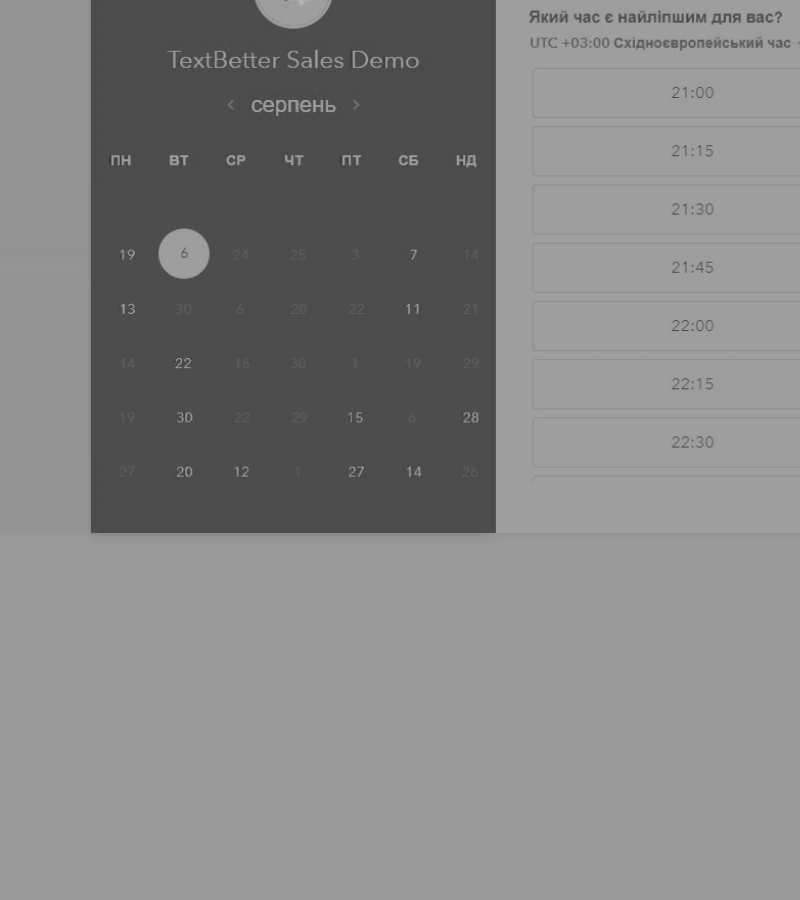 TextBetter Sales Demo
серпень
ПН ВТ СР ЧТ ПТ СБ НД
19 6 24 25 3 7 14
13 30 6 20 22 11 21
14 22 15 30 1 19 29
19 30 22 29 15 6 28
27 20 12 1 27 14 26
Який час є найліпшим для вас?
UTC +03:00 Східноєвропейський час
21:00
21:15
21:30
21:45
22:00
22:15
22:30